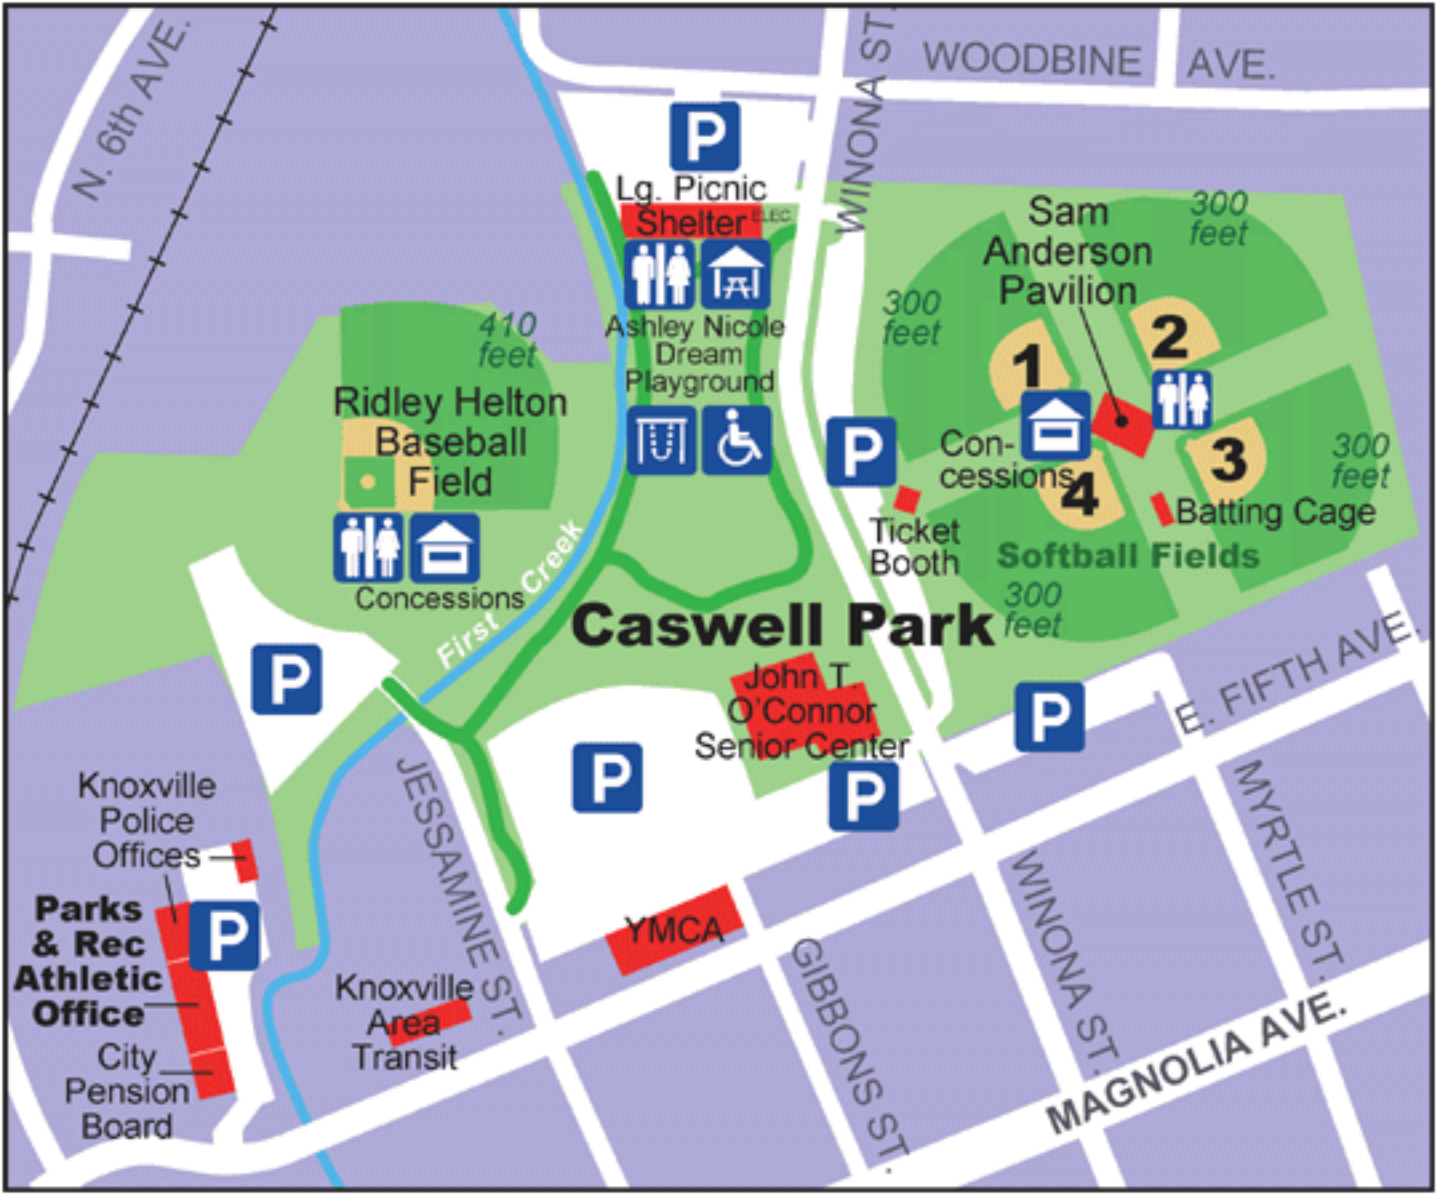 N. 6th AVE.
WOODBINE AVE.
WINONA ST.
P
Lg. Picnic
Shelter
ELEC
Ashley Nicole
Dream
Playground
Sam
Anderson
Pavilion
300
feet
300
feet
1
2
410
feet
Ridley Helton
Baseball
Field
P
Con-
cessions
3
4
300
feet
Batting Cage
Ticket
Booth
Softball Fields
300
feet
Concessions
First Creek
Caswell Park
P
John T.
O'Connor
Senior Center
P
E. FIFTH AVE.
P
P
JESSAMINE ST.
MYRTLE ST.
Knoxville
Police
Offices
Parks
& Rec
Athletic
Office
P
City
Pension
Board
YMCA
Knoxville
Area
Transit
GIBBONS ST.
WINONA ST.
MAGNOLIA AVE.